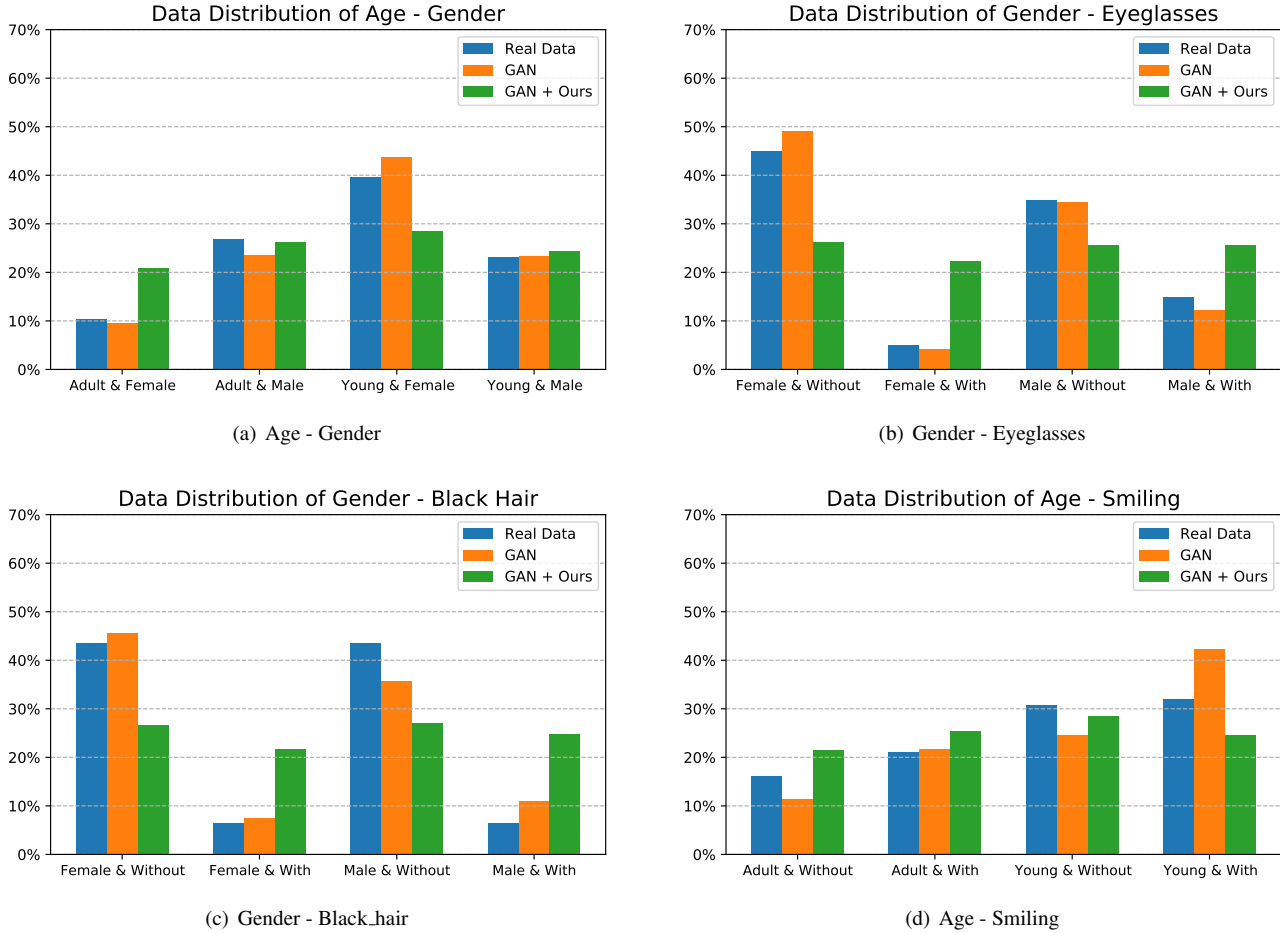 Data Distribution of Age - Gender
70%
60%
50%
40%
30%
20%
10%
0%
Real Data
GAN
GAN + Ours
Adult & Female Adult & Male Young & Female Young & Male
(a) Age - Gender
Data Distribution of Gender - Eyeglasses
70%
60%
50%
40%
30%
20%
10%
0%
Real Data
GAN
GAN + Ours
Female & Without Female & With Male & Without Male & With
(b) Gender - Eyeglasses
Data Distribution of Gender - Black Hair
70%
60%
50%
40%
30%
20%
10%
0%
Real Data
GAN
GAN + Ours
Female & Without Female & With Male & Without Male & With
(c) Gender - Black_hair
Data Distribution of Age - Smiling
70%
60%
50%
40%
30%
20%
10%
0%
Real Data
GAN
GAN + Ours
Adult & Without Adult & With Young & Without Young & With
(d) Age - Smiling